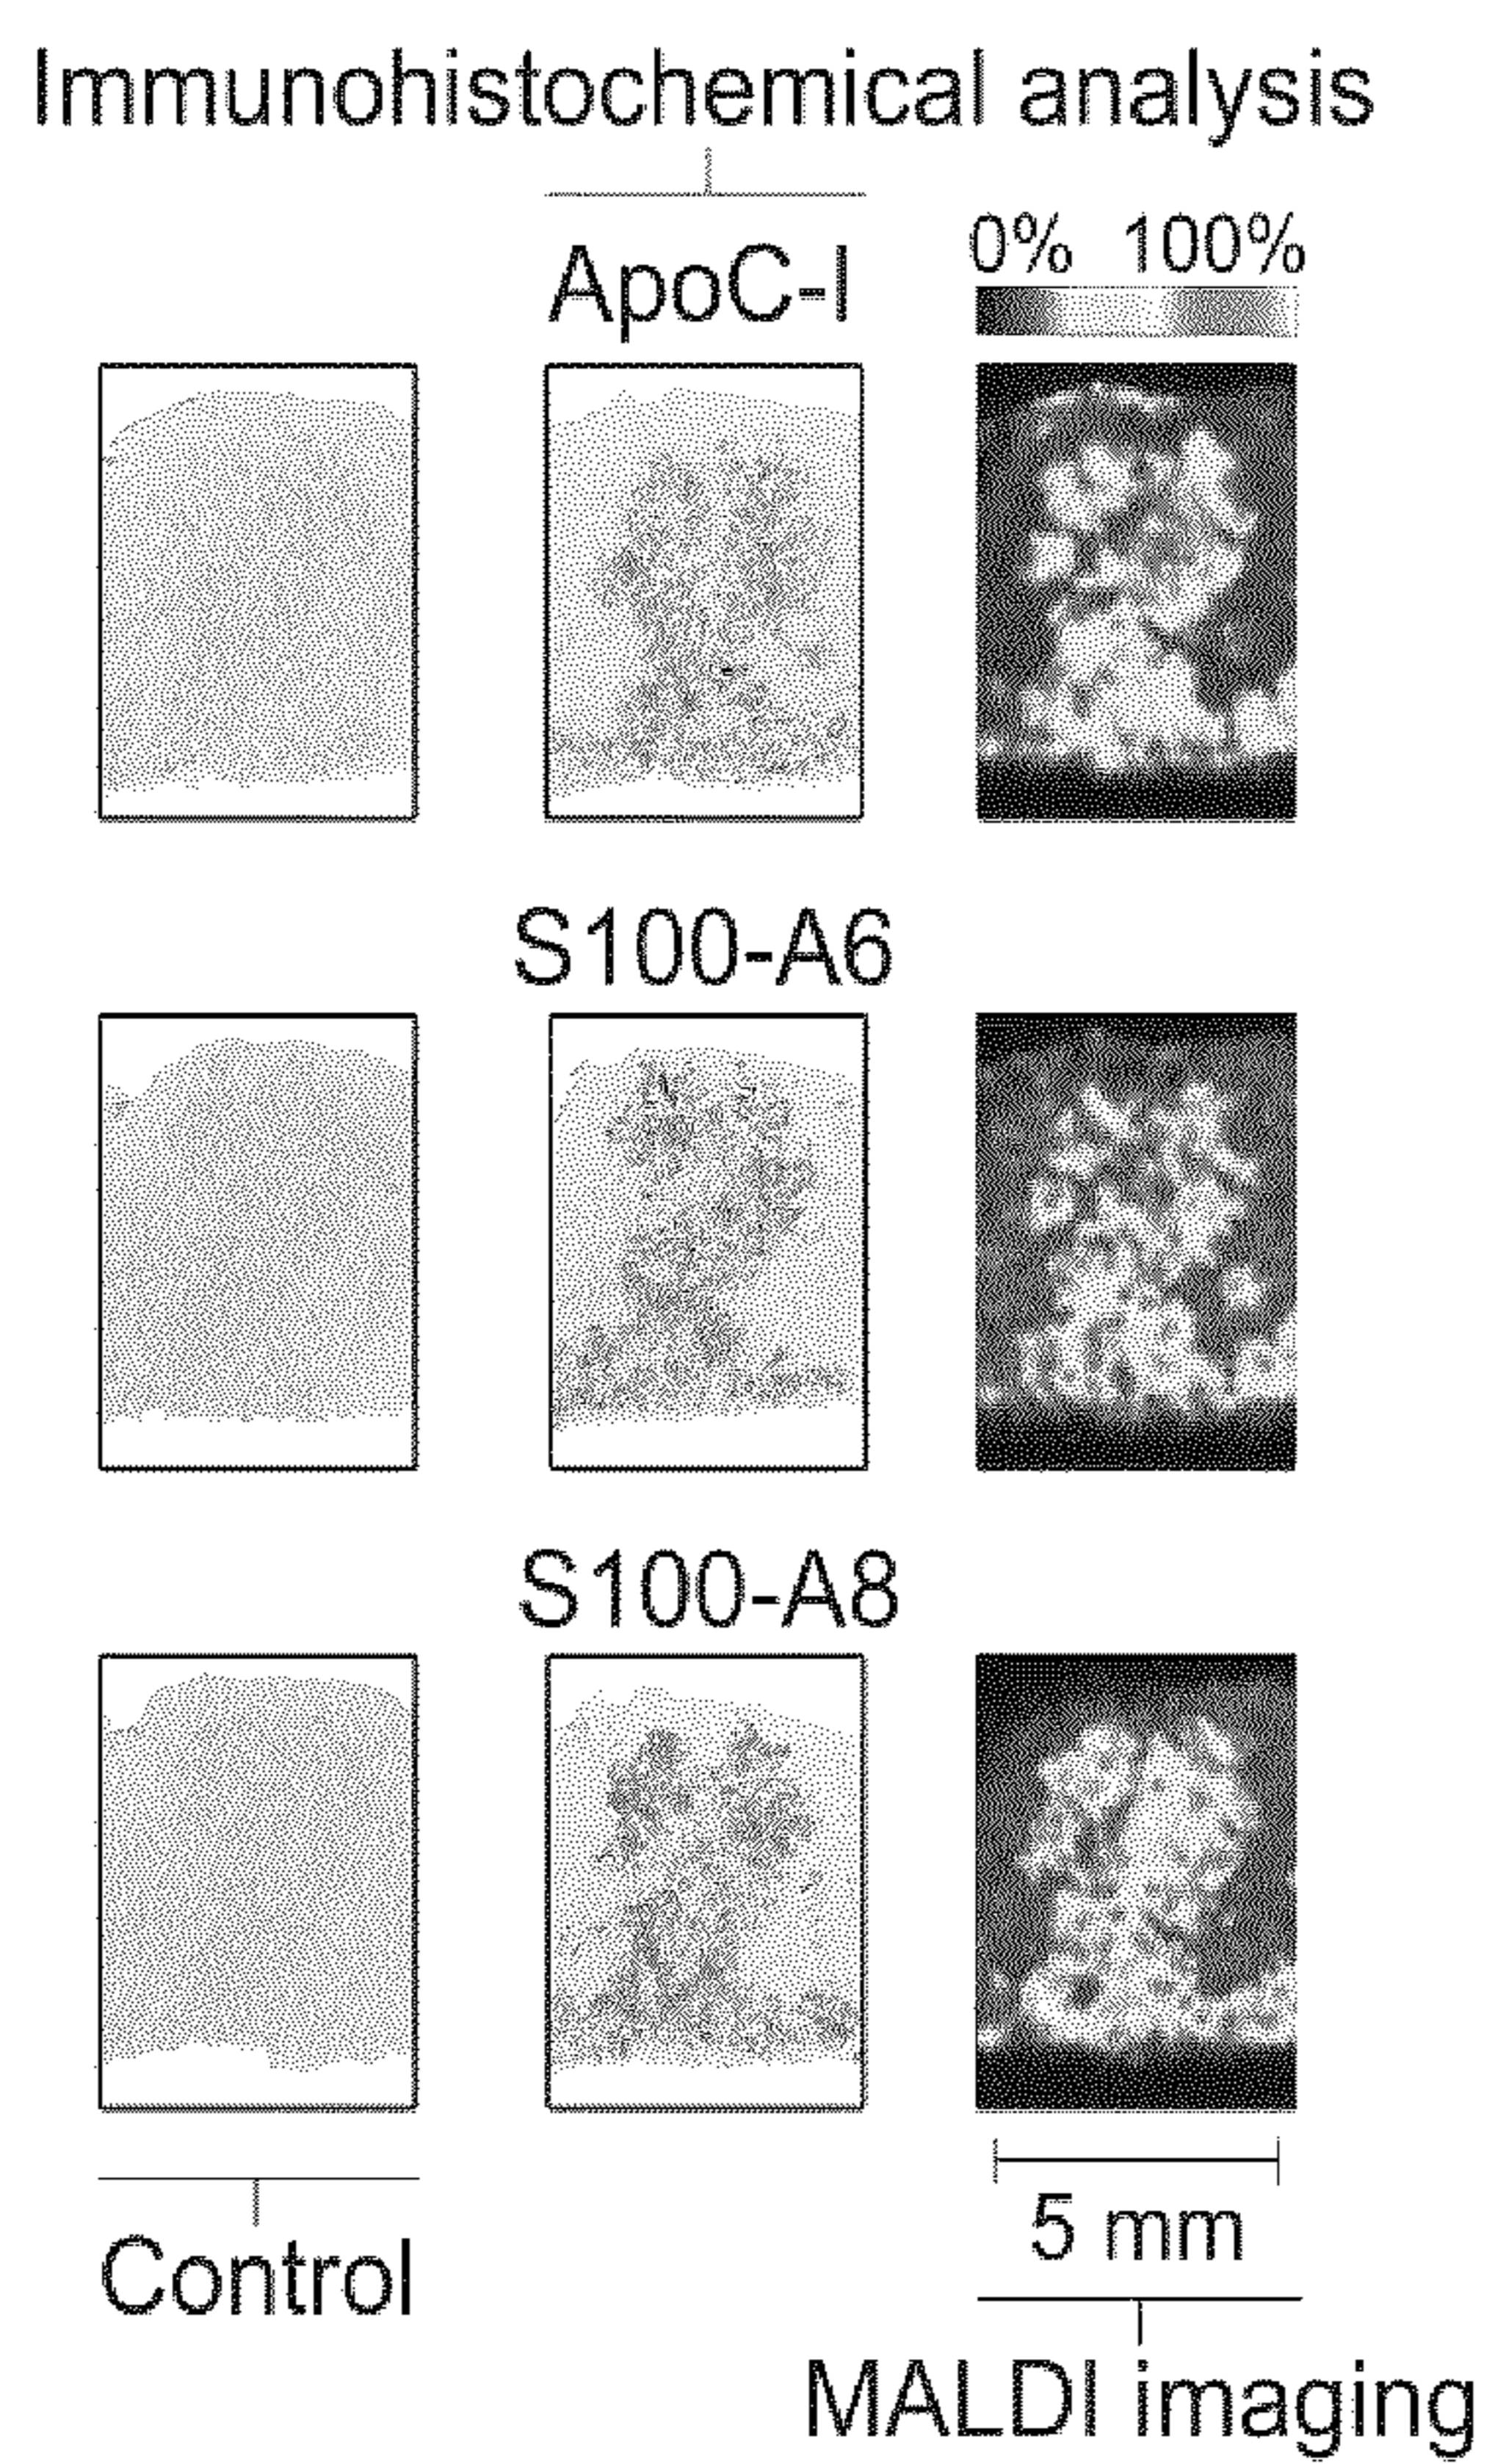 Immunohistochemical analysis
ApoC-I
0% 100%
S100-A6
S100-A8
5 mm
Control
MALDI imaging